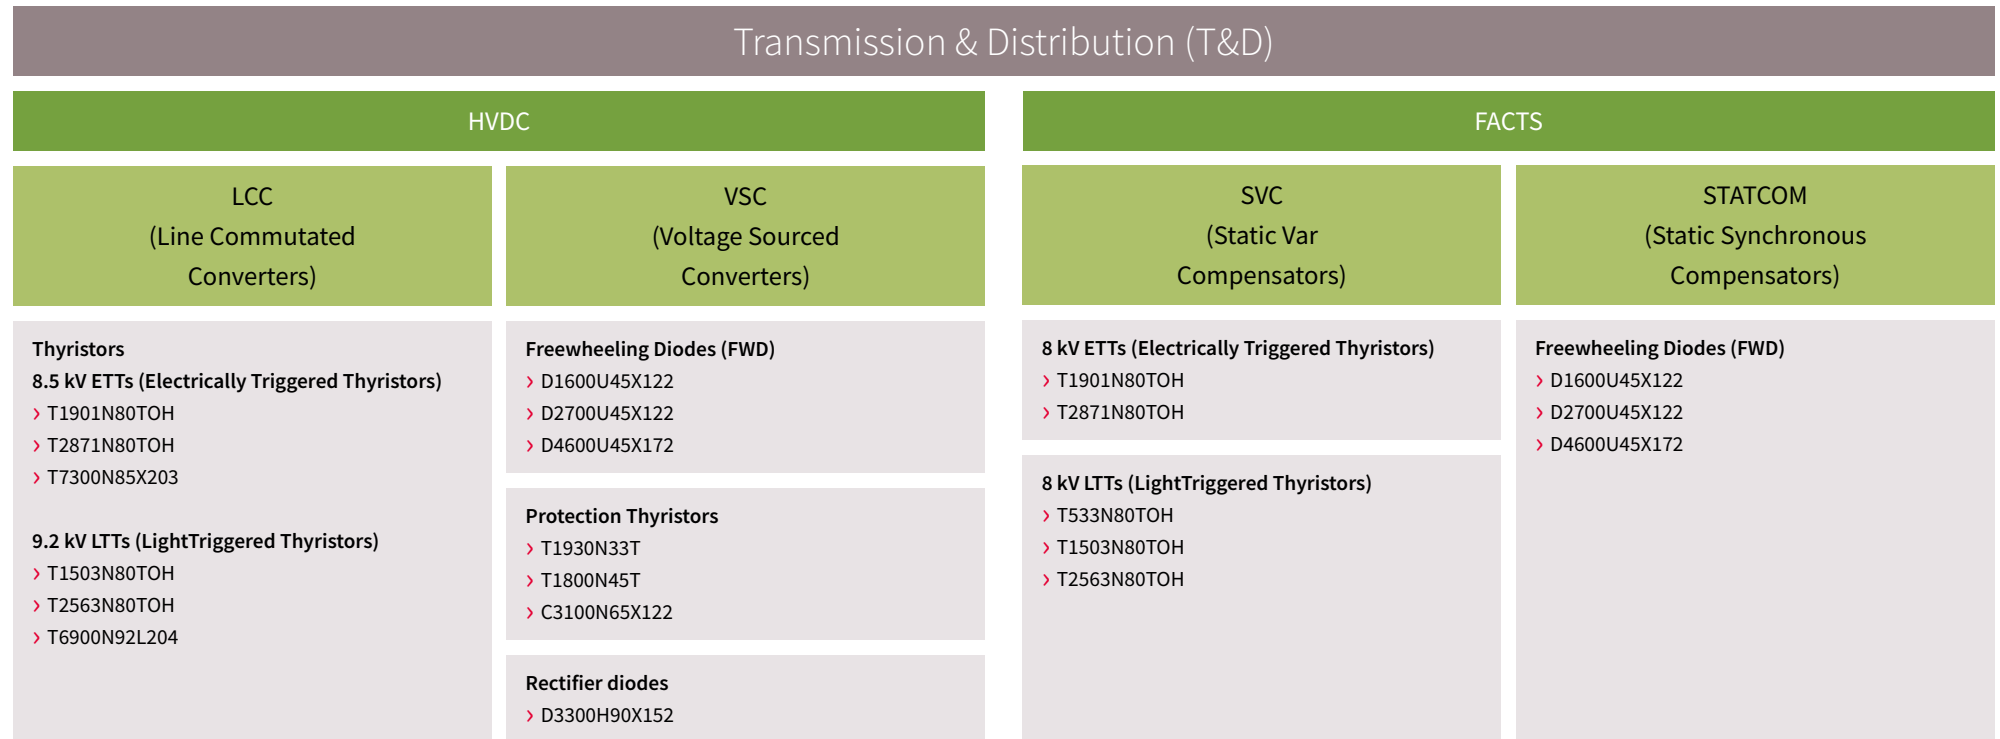 Transmission & Distribution (T&D)
HVDC
LCC
(Line Commutated
Converters)
Thyristors
8.5 kV ETTs (Electrically Triggered Thyristors)
› T1901N80TOH
› T2871N80TOH
› T7300N85X203
9.2 kV LTTs (LightTriggered Thyristors)
› T1503N80TOH
› T2563N80TOH
› T6900N92L204
VSC
(Voltage Sourced
Converters)
Freewheeling Diodes (FWD)
› D1600U45X122
› D2700U45X122
› D4600U45X172
Protection Thyristors
› T1930N33T
› T1800N45T
› C3100N65X122
Rectifier diodes
› D3300H90X152
FACTS
SVC
(Static Var
Compensators)
8 kV ETTs (Electrically Triggered Thyristors)
› T1901N80TOH
› T2871N80TOH
8 kV LTTs (LightTriggered Thyristors)
› T533N80TOH
› T1503N80TOH
› T2563N80TOH
STATCOM
(Static Synchronous
Compensators)
Freewheeling Diodes (FWD)
› D1600U45X122
› D2700U45X122
› D4600U45X172